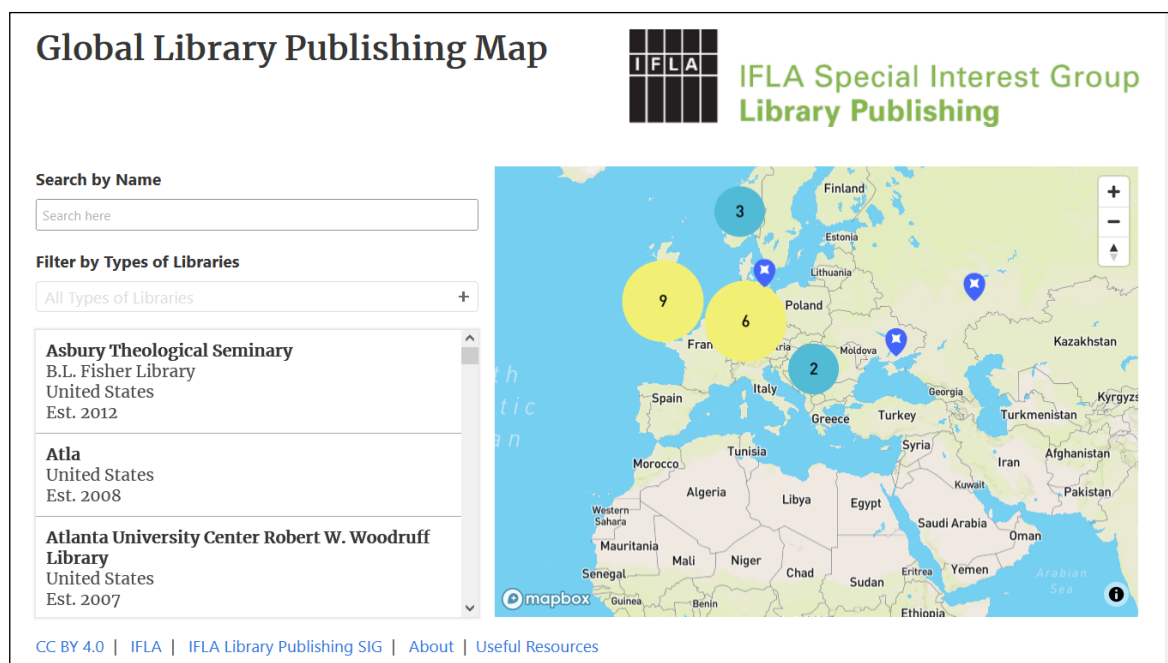 Global Library Publishing Map
IFLA
IFLA Special Interest Group
Library Publishing
Search by Name
Search here
Filter by Types of Libraries
All Types of Libraries
+
Asbury Theological Seminary
B.L. Fisher Library
United States
Est. 2012
Atla
United States
Est. 2008
Atlanta University Center Robert W. Woodruff
Library
United States
Est. 2007
Finland
3
Estonia
Lithuania
9
6
Poland
Fran
ria
Moldova
Kazakhstan
2
Italy
Spain
Georgia
Kyrgyzs
Greece
Turkey
Turkmenistan
Syria
Tunisia
Morocco
Iran
Afghanistan
Algeria
Libya
Egypt
Kuwait
Pakistan
Western
Sahara
Saudi Arabia
Oman
Mauritania
Mali
Niger
Chad
Sudan
Eritrea
Yemen
Arabian
Sea
Senegal
Guinea
Benin
Ethiopia
th
tic
an
mapbox
CC BY 4.0 | IFLA | IFLA Library Publishing SIG | About | Useful Resources